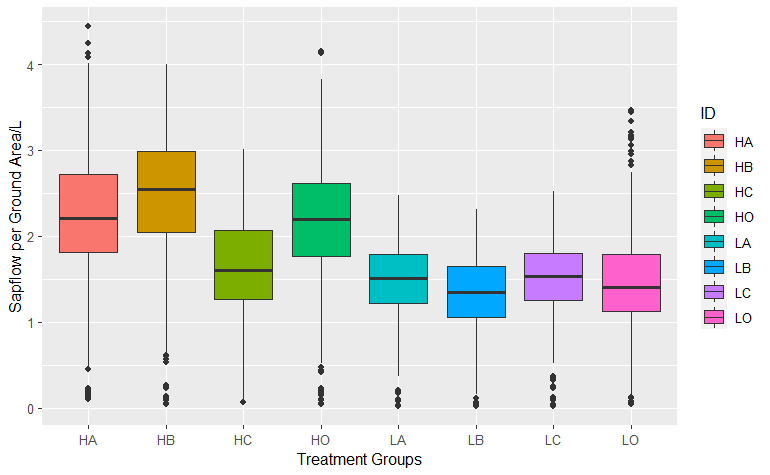 Sapflow per Ground Area/L
4
3
2
1
0
HA HB HC HO LA LB LC LO
Treatment Groups
ID
HA
HB
HC
HO
LA
LB
LC
LO